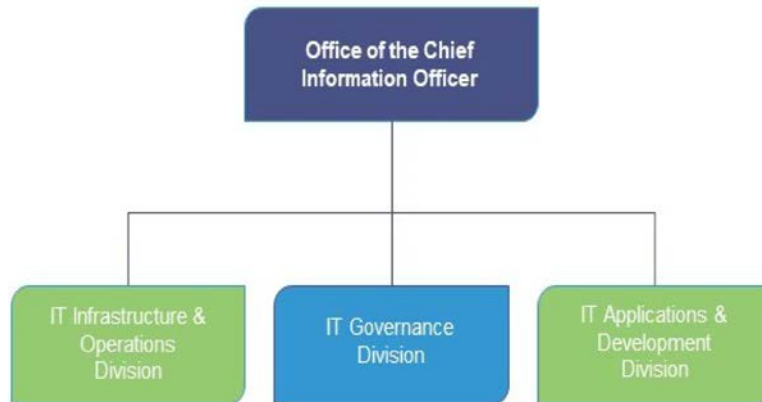 Office of the Chief
Information Officer
IT Infrastructure &
Operations
Division
IT Governance
Division
IT Applications &
Development
Division